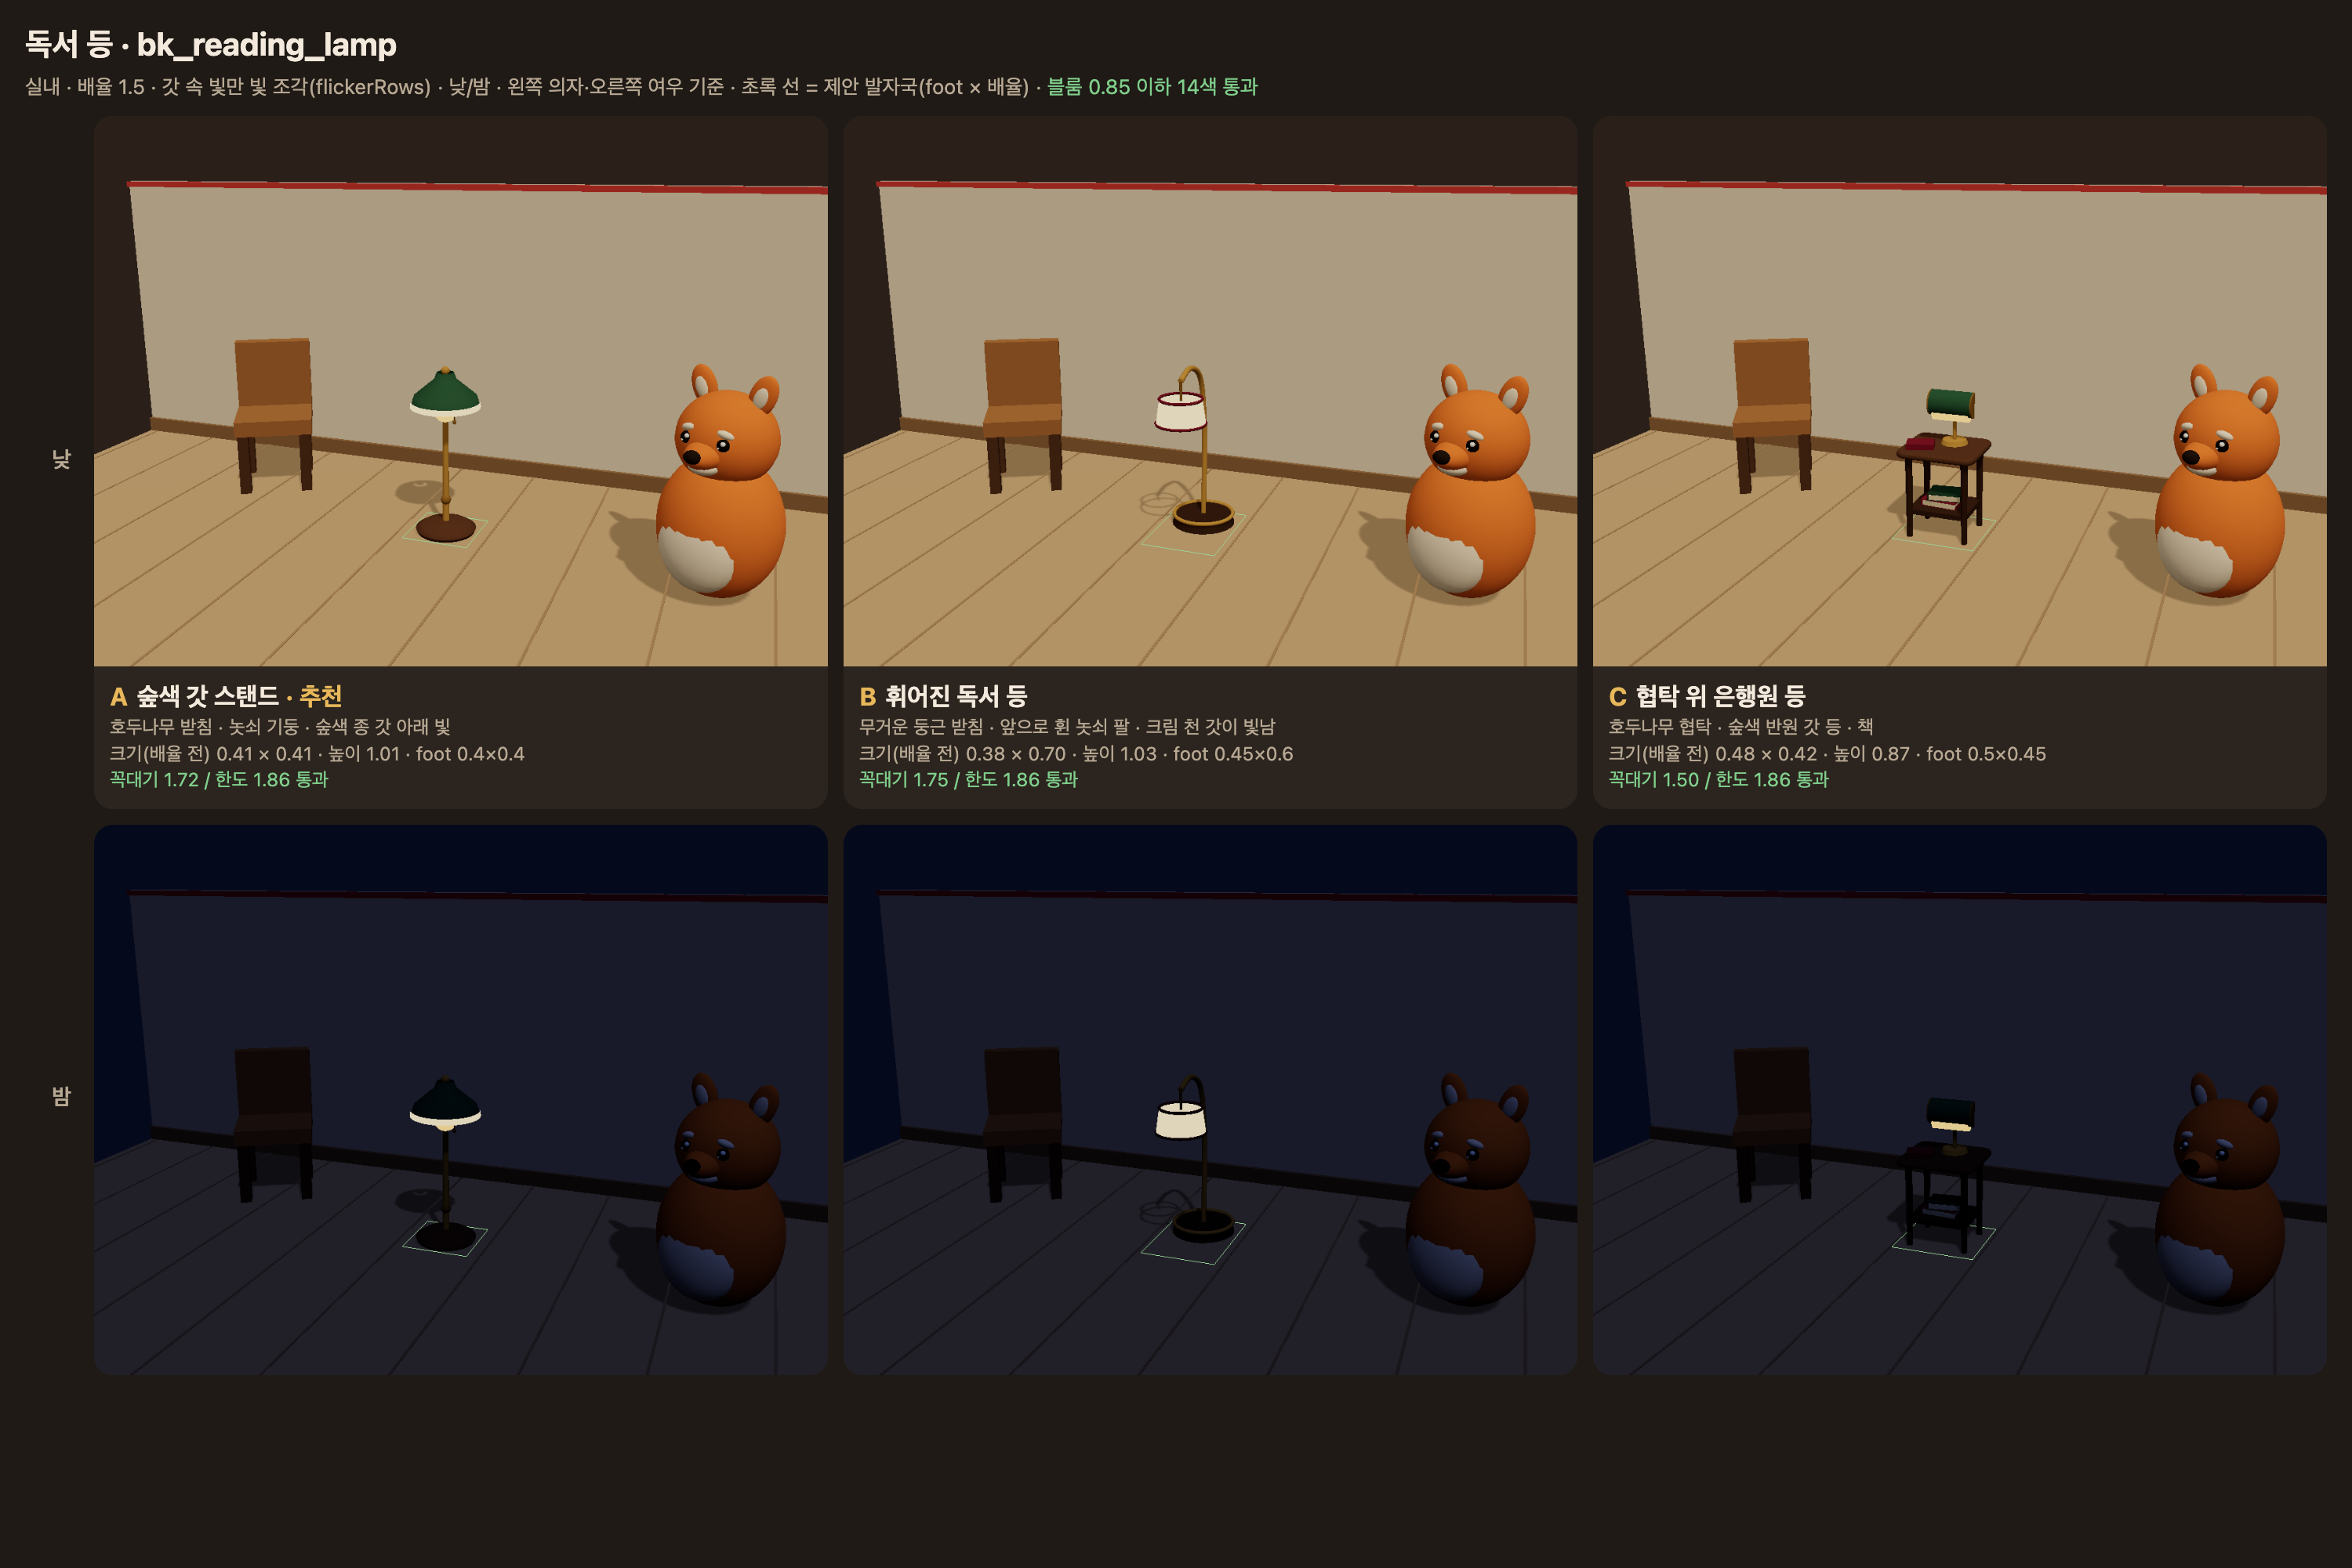 독서 등 · bk_reading_lamp
실내 · 배율 1.5 · 갓 속 빛만 빛 조각(flickerRows) · 낮/밤 · 왼쪽 의자·오른쪽 여우 기준 · 초록 선 = 제안 발자국(foot × 배율) · 블룸 0.85 이하 14색 통과
낮
A 숲색 갓 스탠드 · 추천
호두나무 받침 · 놋쇠 기둥 · 숲색 종 갓 아래 빛
크기(배율 전) 0.41 × 0.41 · 높이 1.01 · foot 0.4×0.4
꼭대기 1.72 / 한도 1.86 통과
B 휘어진 독서 등
무거운 둥근 받침 · 앞으로 휜 놋쇠 팔 · 크림 천 갓이 빛남
크기(배율 전) 0.38 × 0.70 · 높이 1.03 · foot 0.45×0.6
꼭대기 1.75 / 한도 1.86 통과
C 협탁 위 은행원 등
호두나무 협탁 · 숲색 반원 갓 등 · 책
크기(배율 전) 0.48 × 0.42 · 높이 0.87 · foot 0.5×0.45
꼭대기 1.50 / 한도 1.86 통과
밤